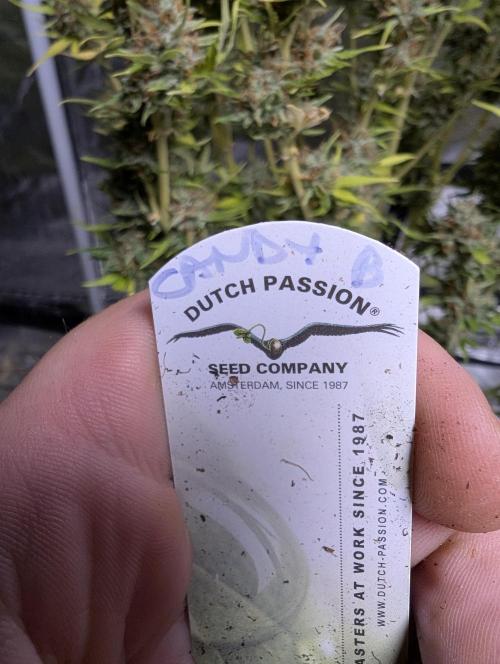 CANDY B
DUTCH PASSION®
SEED COMPANY
AMSTERDAM, SINCE 1987
ASTERS AT WORK SINCE 1987
WWW.DUTCH-PASSION.COM